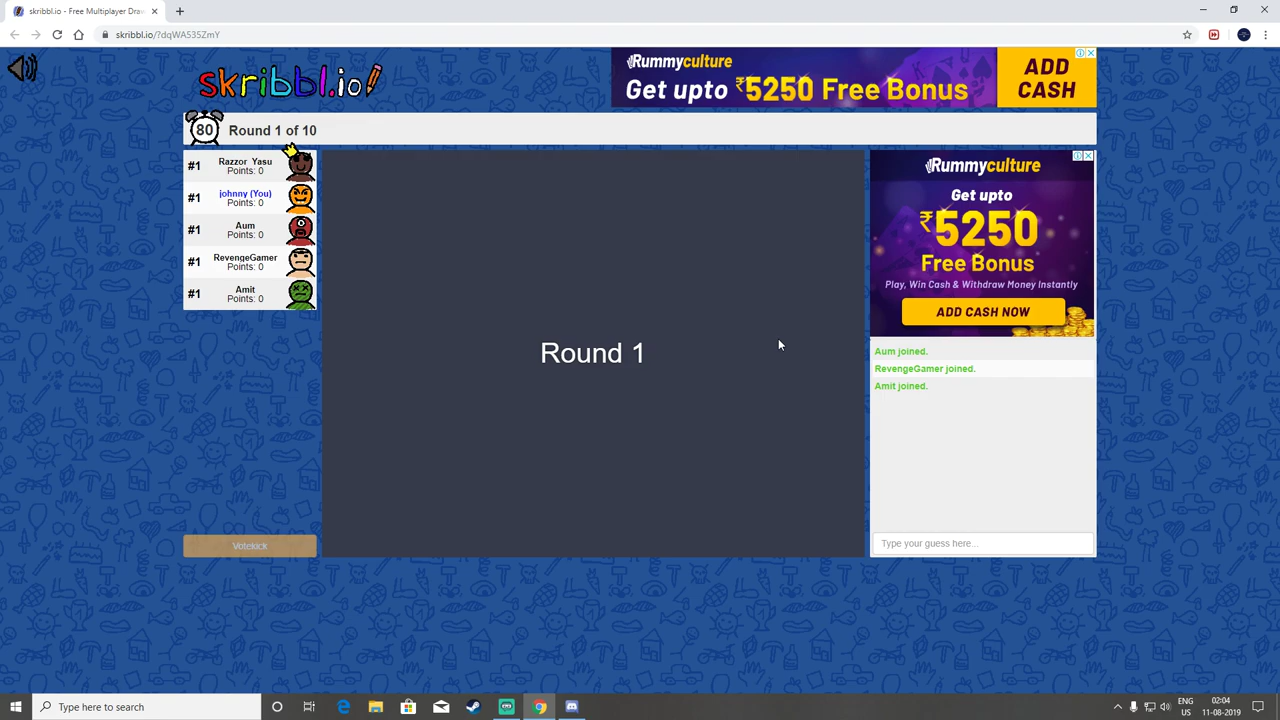 skribbl.io - Free Multiplayer Draw
skribbl.io/?dqWA535ZmY
skribbl.io
Rummyculture
Get upto ₹5250 Free Bonus
ADD
CASH
80
Round 1 of 10
#1
Razzor Yasu
Points: 0
#1
johnny (You)
Points: 0
#1
Aum
Points: 0
#1
RevengeGamer
Points: 0
#1
Amit
Points: 0
Votekick
Round 1
Rummyculture
Get upto
₹5250
Free Bonus
Play, Win Cash & Withdraw Money Instantly
ADD CASH NOW
Aum joined.
RevengeGamer joined.
Amit joined.
Type your guess here...
Type here to search
ENG
US
02:04
11-08-2019